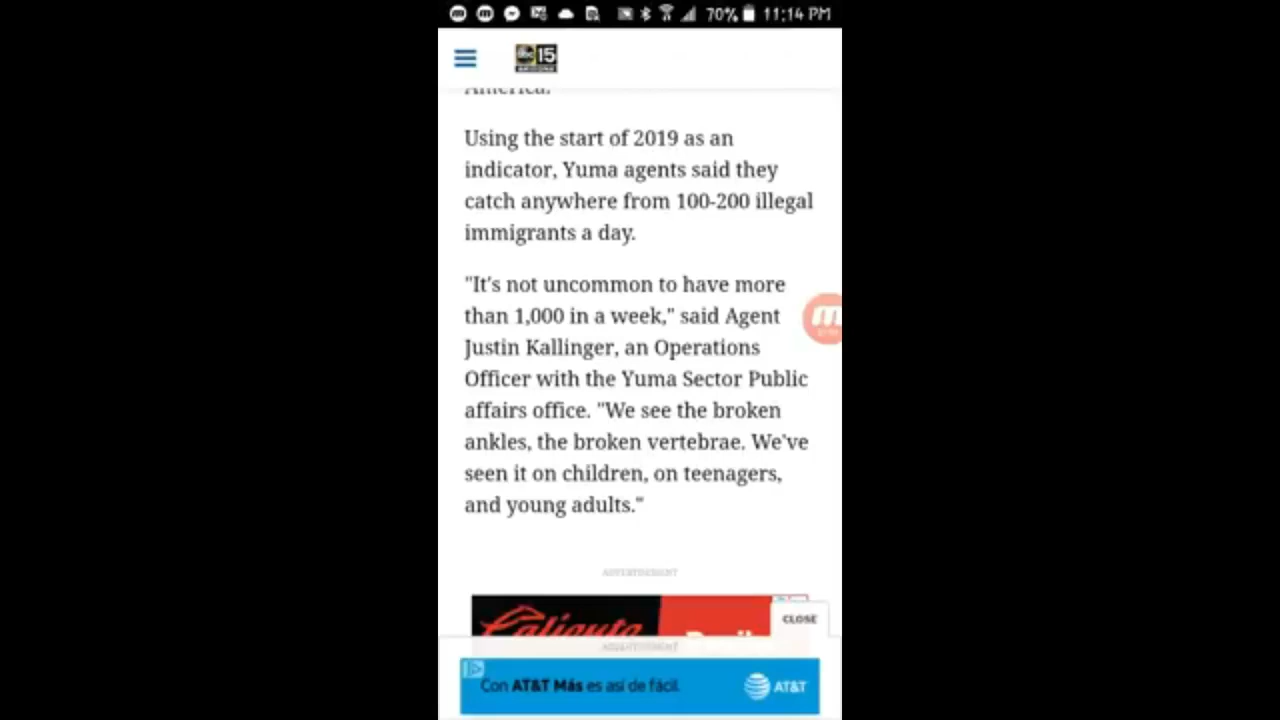 70% 11:14 PM
abc 15
America.
Using the start of 2019 as an
indicator, Yuma agents said they
catch anywhere from 100-200 illegal
immigrants a day.
"It's not uncommon to have more
than 1,000 in a week," said Agent
Justin Kallinger, an Operations
Officer with the Yuma Sector Public
affairs office. "We see the broken
ankles, the broken vertebrae. We've
seen it on children, on teenagers,
and young adults."
ADVERTISEMENT
Caliente
CLOSE
ADVERTISEMENT
Con AT&T Más es así de fácil.
AT&T